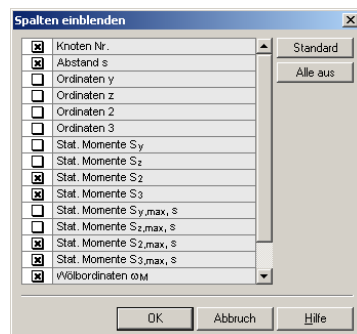 Spalten einblenden
Knoten Nr.
Standard
Abstand s
Alle aus
Ordinaten y
Ordinaten z
Ordinaten 2
Ordinaten 3
Stat. Momente Sy
Stat. Momente Sz
Stat. Momente S2
Stat. Momente S3
Stat. Momente Sy,max, s
Stat. Momente Sz,max, s
Stat. Momente S2,max, s
Stat. Momente S3,max, s
Wölbordinaten ωM
OK Abbruch Hilfe